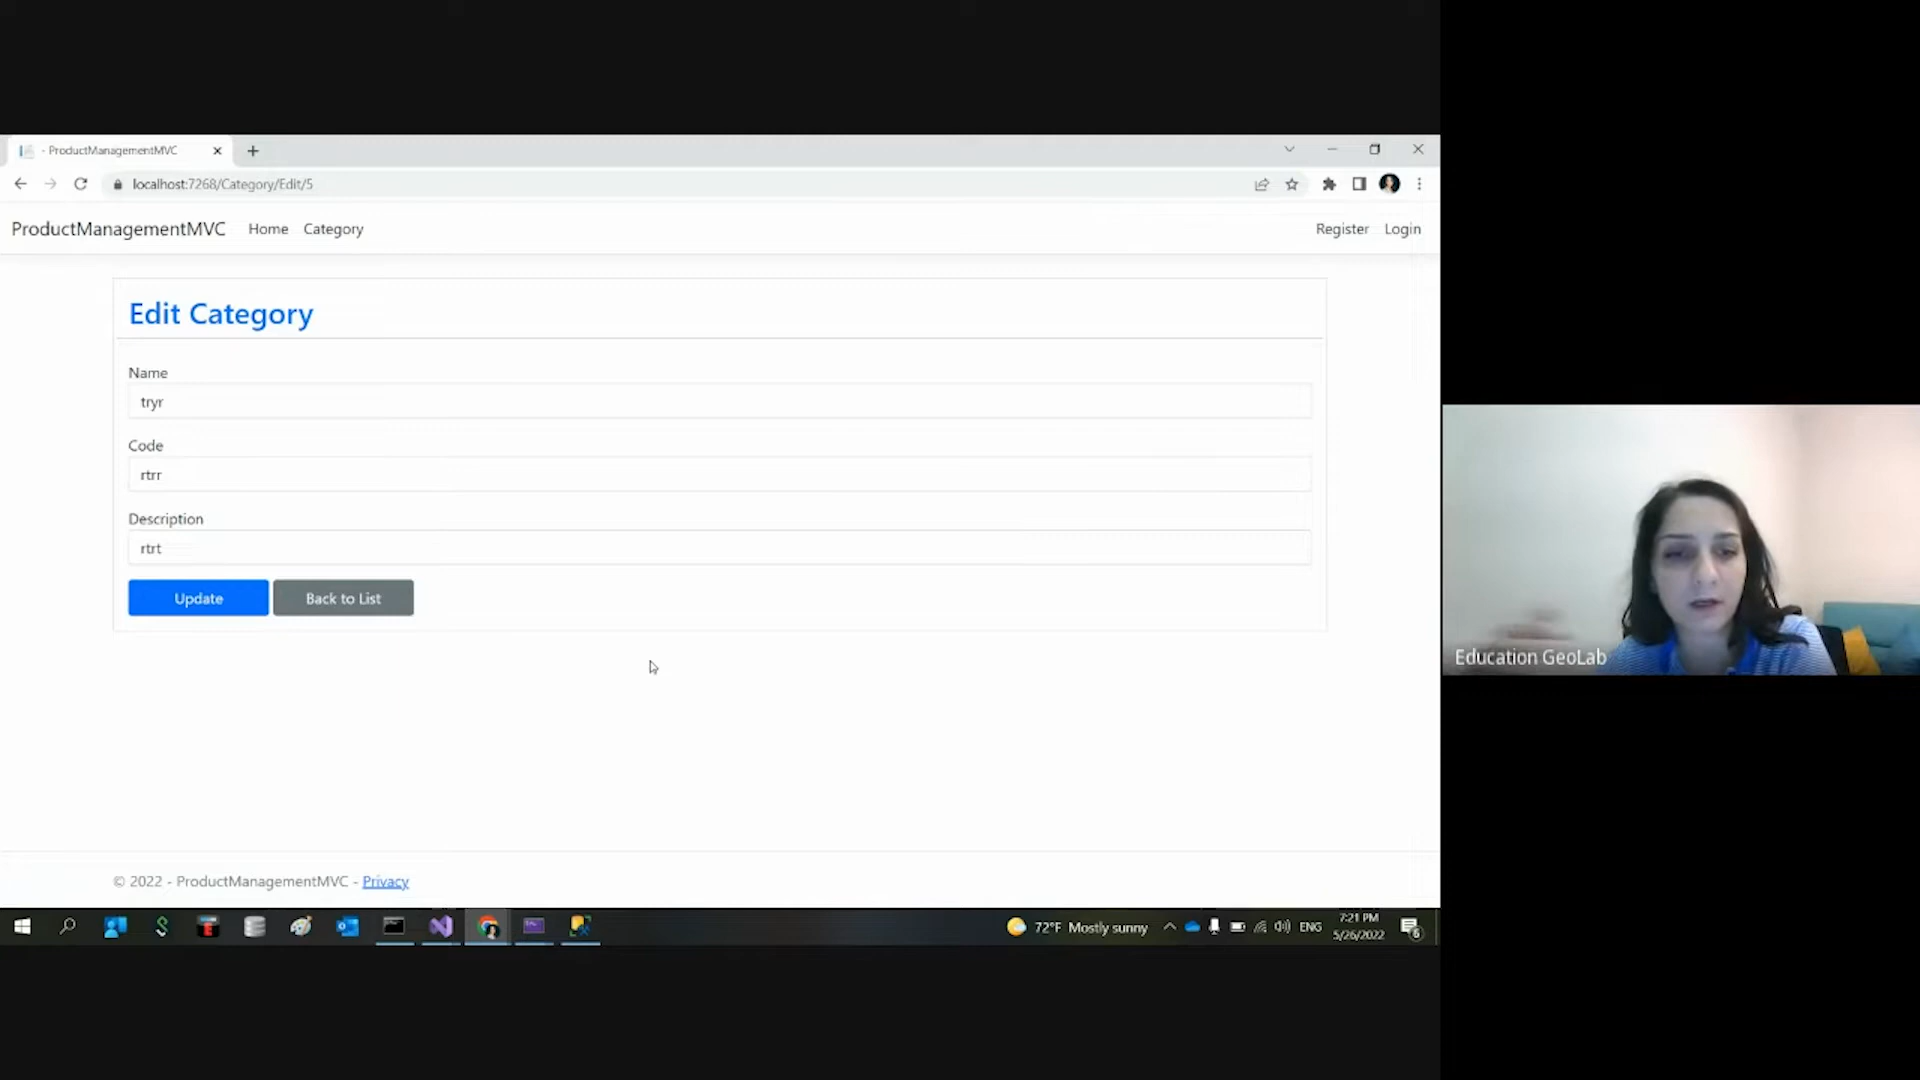 - ProductManagementMVC
localhost:7268/Category/Edit/5
ProductManagementMVC Home Category Register Login
Edit Category
Name
tryr
Code
rtrr
Description
rtrt
Update Back to List
Education GeoLab
© 2022 - ProductManagementMVC - Privacy
72°F Mostly sunny ENG 7:21 PM
5/26/2022
6